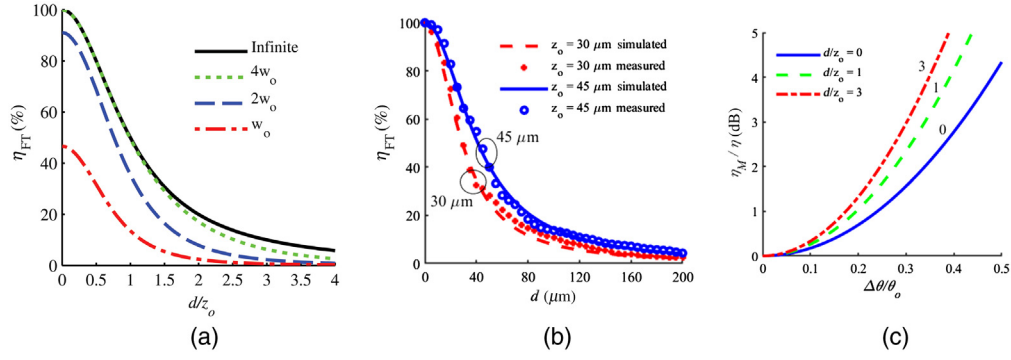 100
80
60
40
20
0
η_FT (%)
Infinite
4w_o
2w_o
w_o
0 0.5 1 1.5 2 2.5 3 3.5 4
d/z_o
(a)
100
80
60
40
20
0
η_FT (%)
z_o = 30 μm simulated
z_o = 30 μm measured
z_o = 45 μm simulated
z_o = 45 μm measured
45 μm
30 μm
0 40 80 120 160 200
d (μm)
(b)
5
4
3
2
1
0
η_M / η (dB)
d/z_o = 0
d/z_o = 1
d/z_o = 3
3
1
0
0 0.1 0.2 0.3 0.4 0.5
Δθ/θ_o
(c)